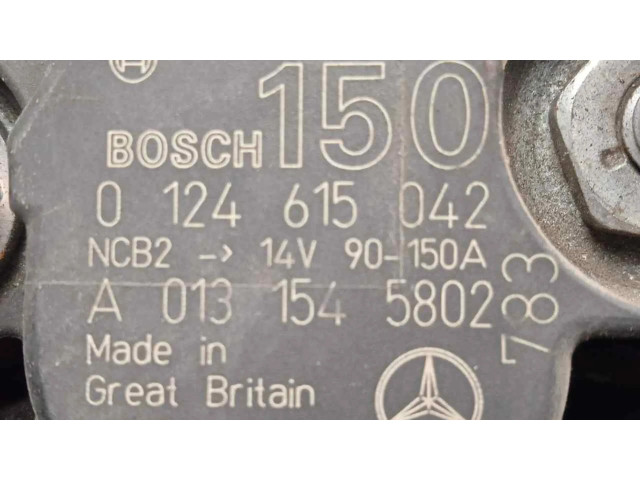 BOSCH 150
0 124 615 042
NCB2 -> 14V 90-150A
A 013 154 5802
Made in
Great Britain
783